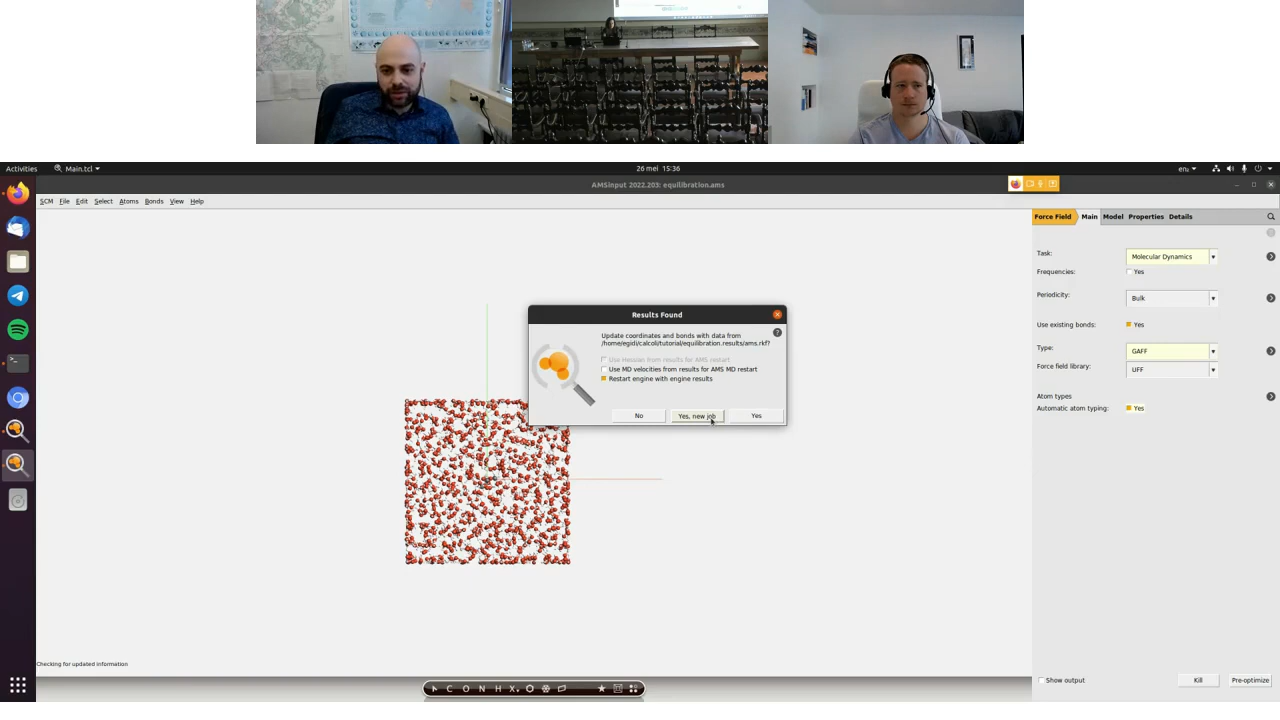 Activities
Main.tcl
26 mei 15:36
en
AMSinput 2022.203: equilibration.ams
SCM File Edit Select Atoms Bonds View Help
Force Field Main Model Properties Details
Task: Molecular Dynamics
Frequencies: Yes
Periodicity: Bulk
Use existing bonds: Yes
Type: GAFF
Force field library: UFF
Atom types
Automatic atom typing: Yes
Results Found
Update coordinates and bonds with data from
/home/egidi/calcoli/tutorial/equilibration.results/ams.rkf?
Use Hessian from results for AMS restart
Use MD velocities from results for AMS MD restart
Restart engine with engine results
No Yes, new job Yes
Checking for updated information
C O N H X
Show output Kill Pre-optimize